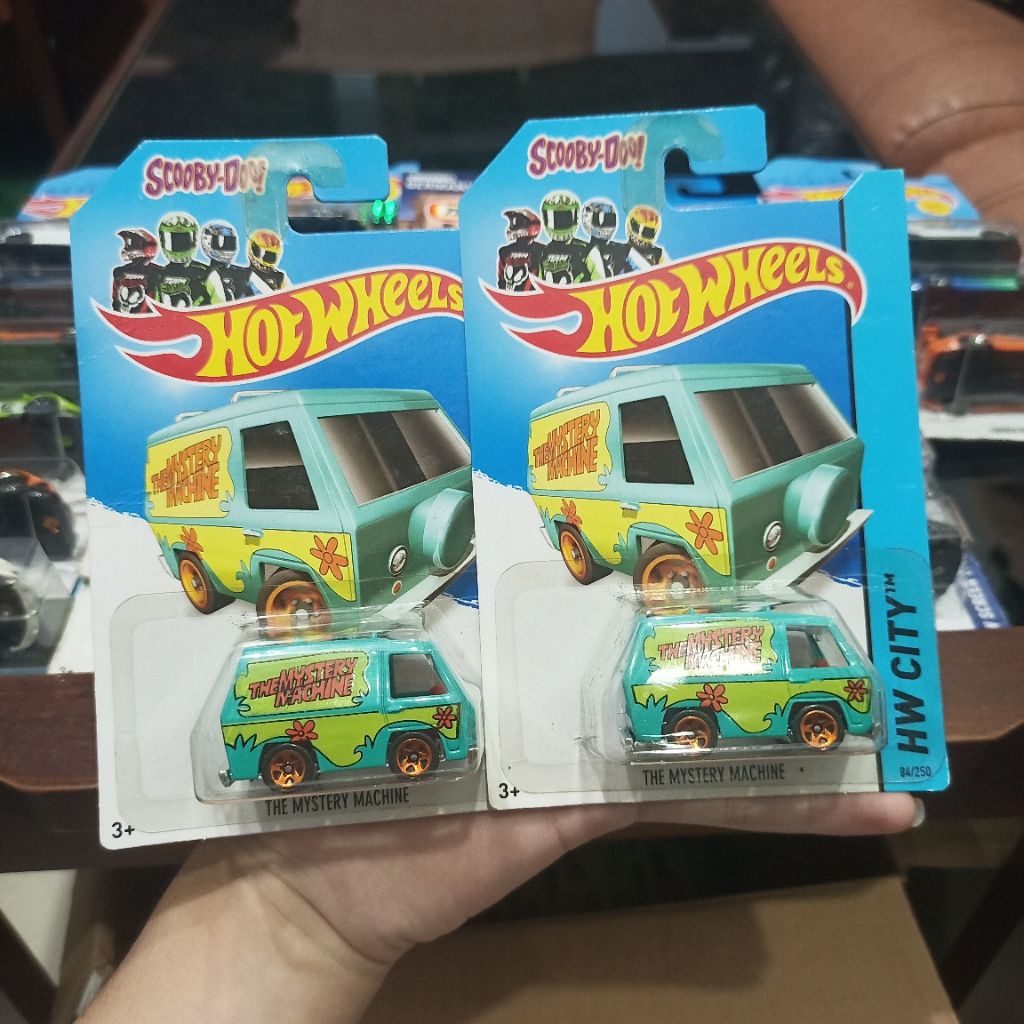 SCOOBY-DOO!
HOT WHEELS
THE MYSTERY
MACHINE
THE MYSTERY
MACHINE
THE MYSTERY MACHINE
3+
SCOOBY-DOO!
HOT WHEELS
THE MYSTERY
MACHINE
THE MYSTERY
MACHINE
THE MYSTERY MACHINE
3+
HW CITY™
84/250